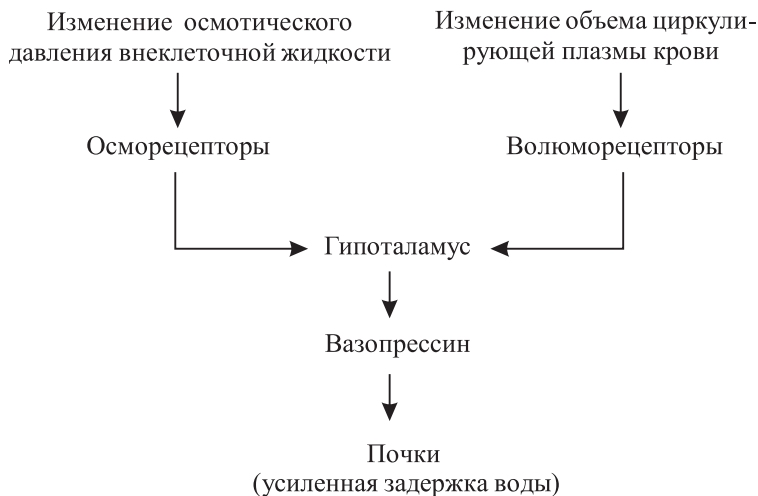 Изменение осмотического
давления внеклеточной жидкости
Изменение объема циркули-
рующей плазмы крови
Осморецепторы
Волюморецепторы
Гипоталамус
Вазопрессин
Почки
(усиленная задержка воды)